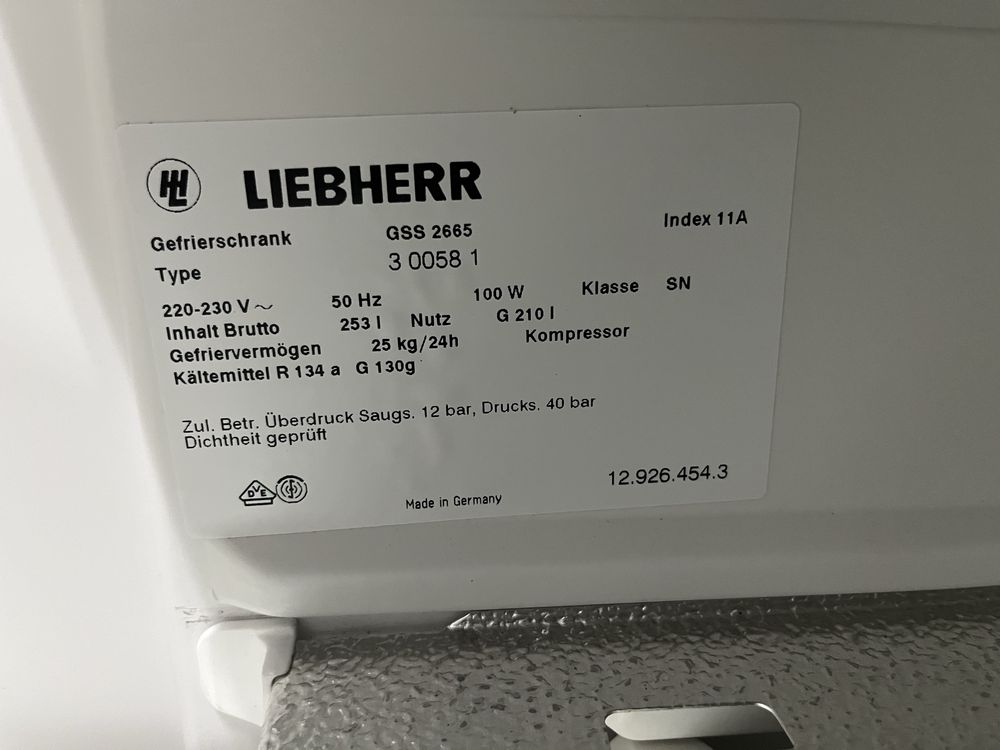 HL LIEBHERR
Gefrierschrank GSS 2665 Index 11A
Type 3 0058 1
220-230 V ~ 50 Hz 100 W Klasse SN
Inhalt Brutto 253 l Nutz G 210 l
Gefriervermögen 25 kg/24h Kompressor
Kältemittel R 134 a G 130g
Zul. Betr. Überdruck Saugs. 12 bar, Drucks. 40 bar
Dichtheit geprüft
DVE Made in Germany 12.926.454.3